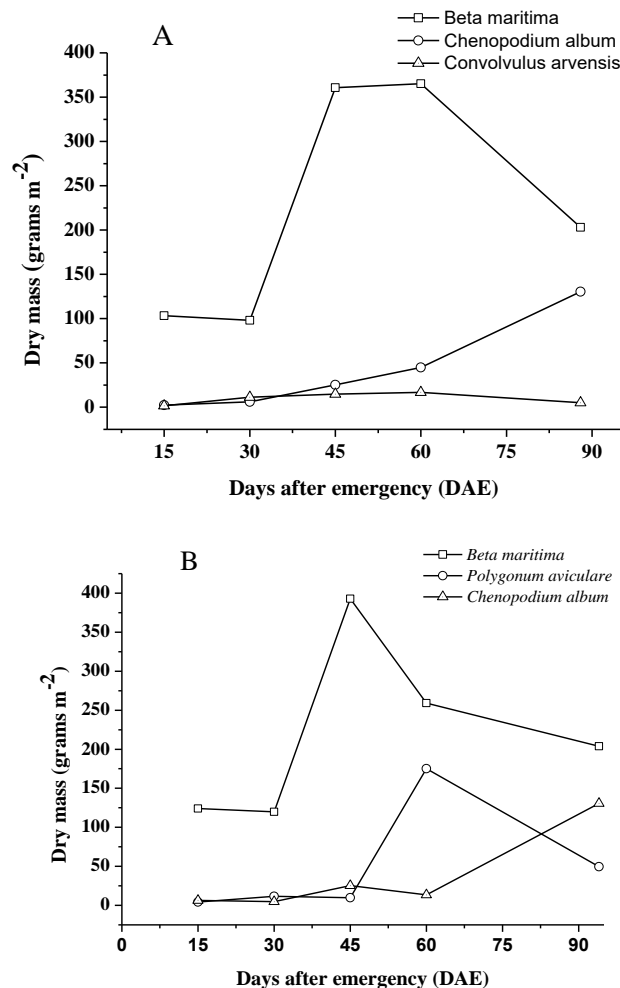 A
Beta maritima
Chenopodium album
Convolvulus arvensis
400
350
300
250
200
150
100
50
0
Dry mass (grams m-2)
15 30 45 60 75 90
Days after emergency (DAE)
B
Beta maritima
Polygonum aviculare
Chenopodium album
400
350
300
250
200
150
100
50
0
Dry mass (grams m-2)
0 15 30 45 60 75 90
Days after emergency (DAE)